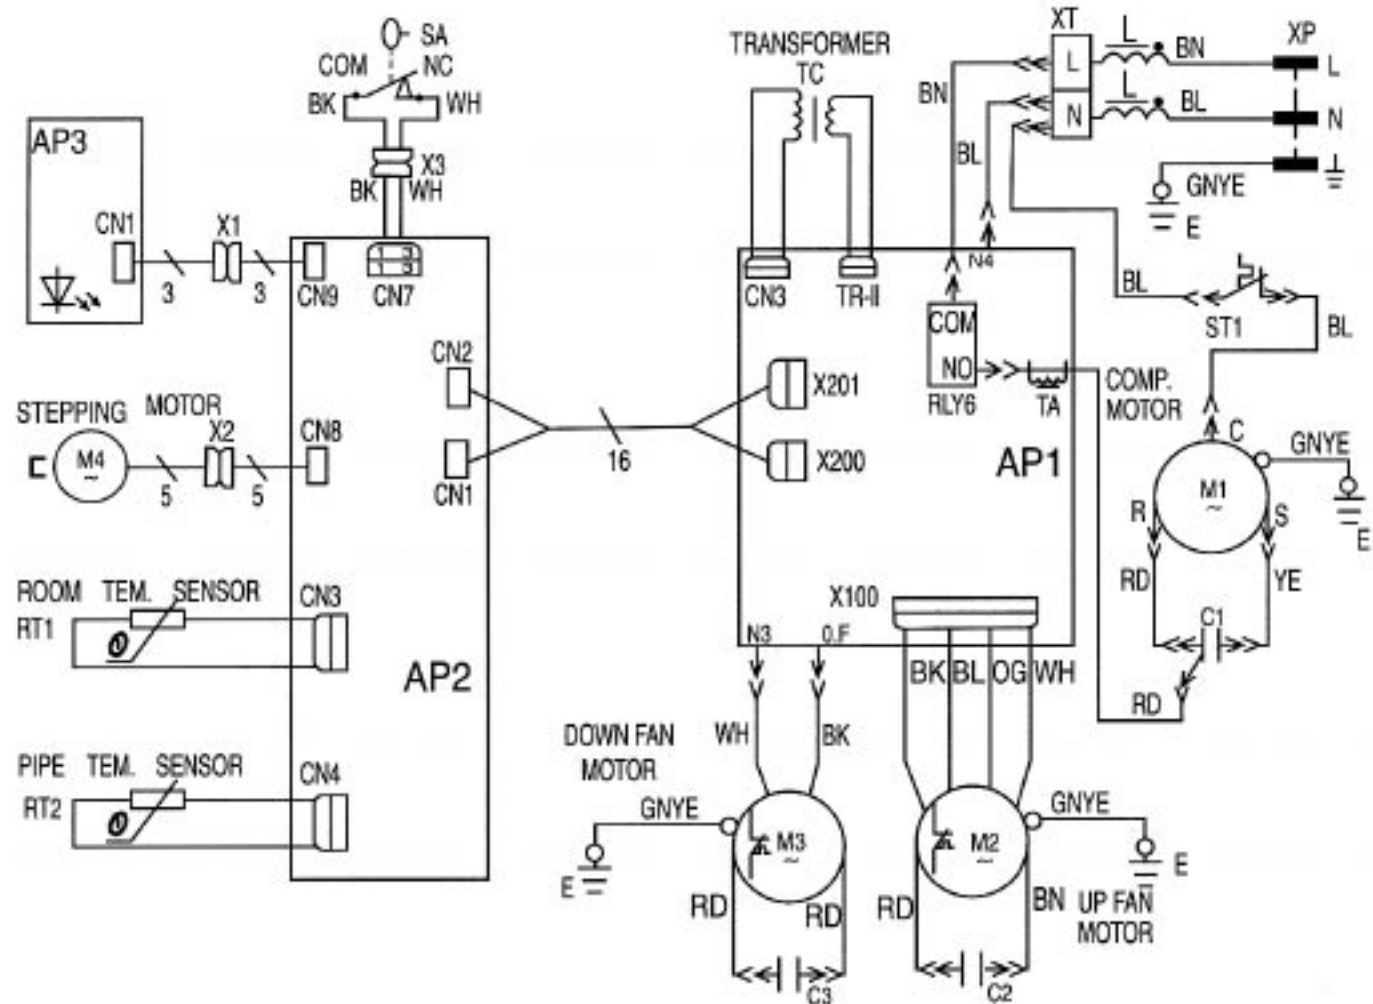 SA
COM NC
BK WH
X3
BK WH
1 3
1 3
CN7
AP3
CN1
X1
3 3
CN9
TRANSFORMER
TC
XT
L
N
L BN
L BL
XP
L
N
GNYE
E
BN
BL
N4
CN3 TR-II
COM
NO
RLY6 TA
BL
ST1
BL
COMP.
MOTOR
CN2
CN1
16
X201
X200
AP1
STEPPING MOTOR
M4
~
X2
5 5
CN8
C
GNYE
M1
~
R S
E
RD YE
C1
RD
ROOM TEM. SENSOR
RT1
CN3
AP2
PIPE TEM. SENSOR
RT2
CN4
X100
N3 O.F
BK BL OG WH
WH BK
DOWN FAN
MOTOR
GNYE
E
M3
~
RD RD
C3
M2
~
GNYE
E
RD BN
UP FAN
MOTOR
C2